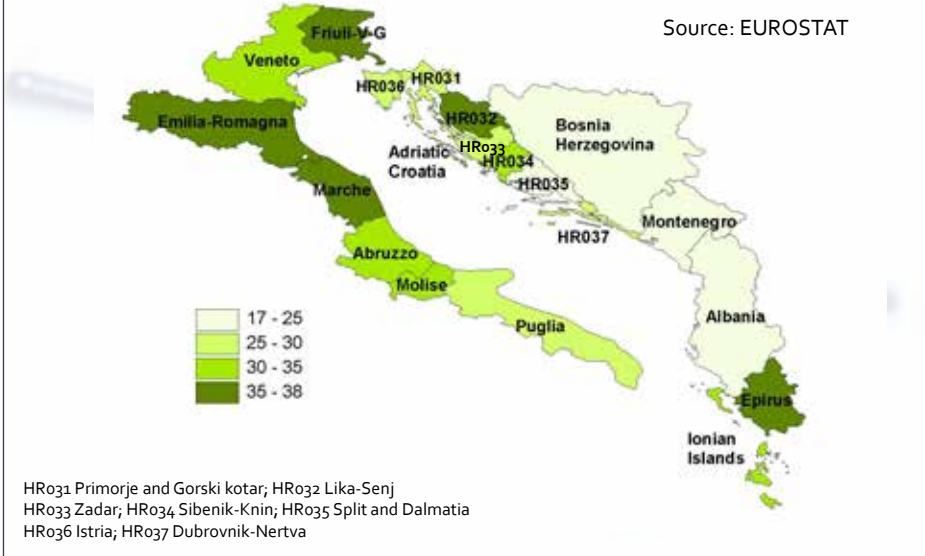 Source: EUROSTAT
Friuli-V-G
Veneto
HR036
HR031
Emilia-Romagna
HR032
Bosnia
Herzegovina
Adriatic
Croatia
HR033
HR034
Marche
HR035
Montenegro
HR037
Abruzzo
Molise
Albania
Puglia
17 - 25
25 - 30
30 - 35
35 - 38
Epirus
Ionian
Islands
HR031 Primorje and Gorski kotar; HR032 Lika-Senj
HR033 Zadar; HR034 Sibenik-Knin; HR035 Split and Dalmatia
HR036 Istria; HR037 Dubrovnik-Nertva